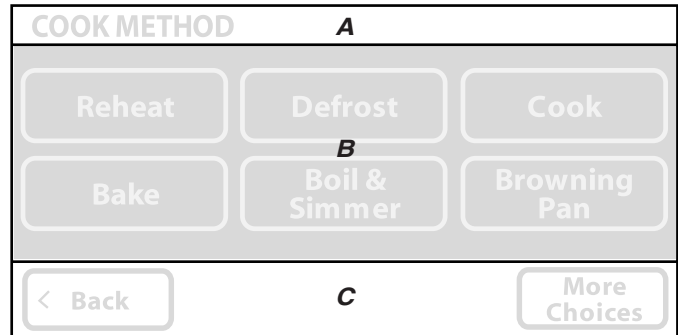 COOK METHOD A
Reheat Defrost Cook
B
Bake Boil & Simmer Browning Pan
< Back C More Choices